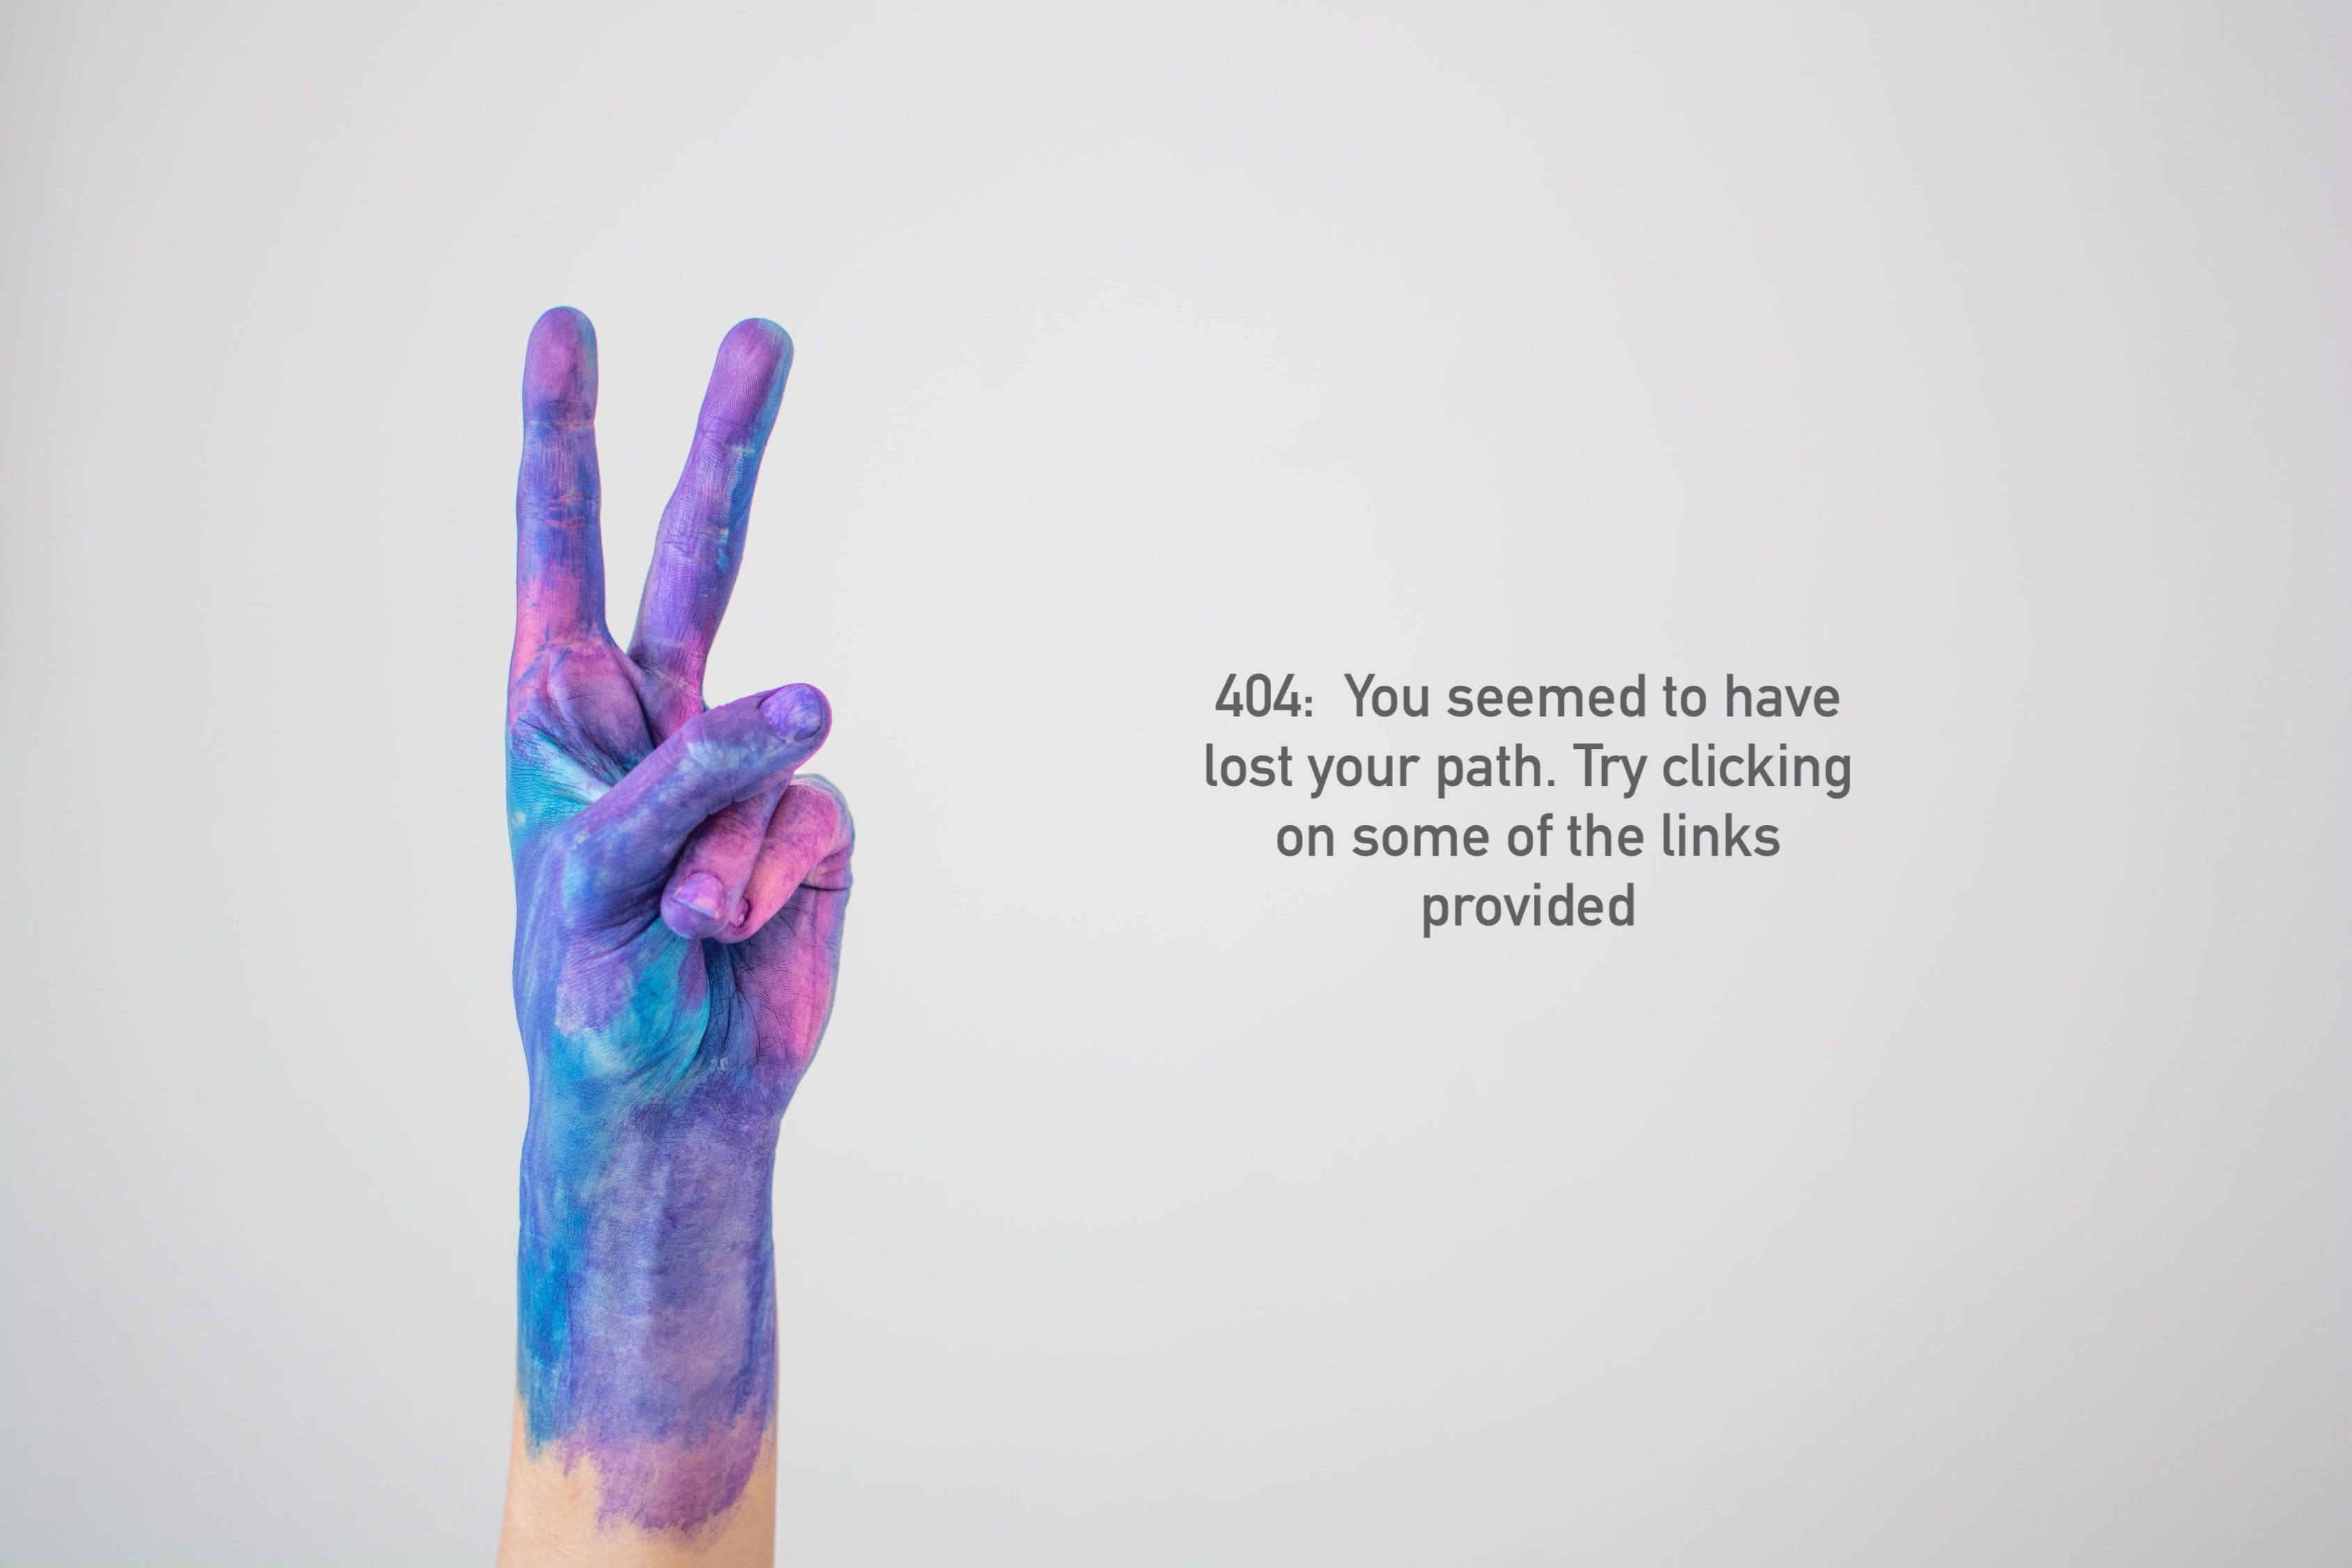 404:  You seemed to have
lost your path. Try clicking
on some of the links
provided